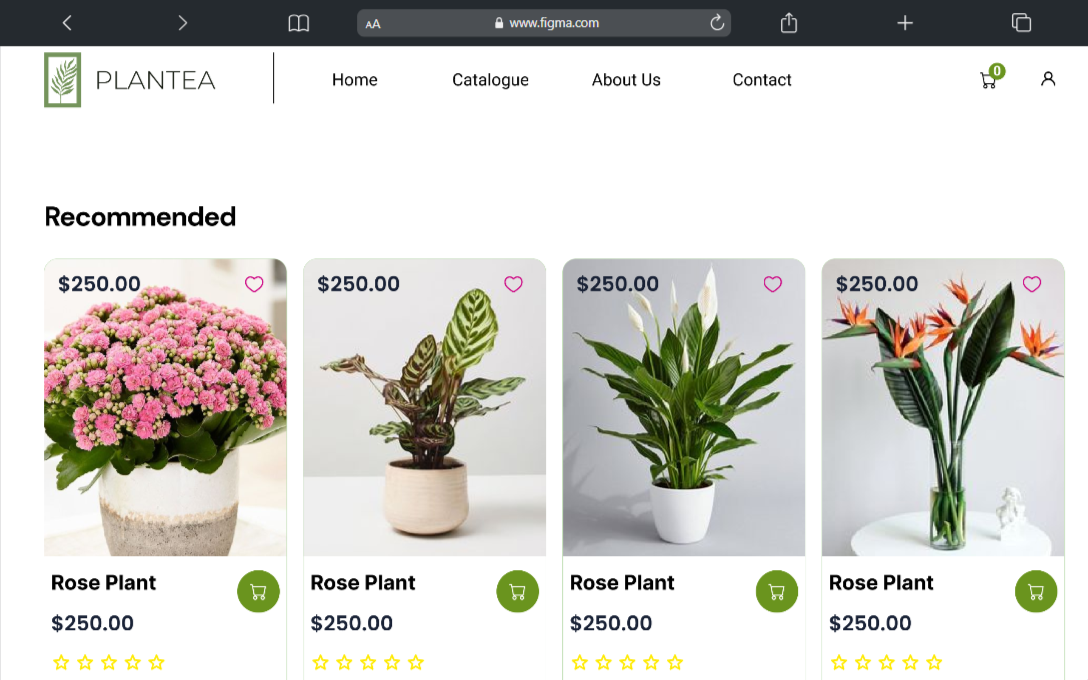 AA www.figma.com
PLANTEA Home Catalogue About Us Contact 0
Recommended
$250.00 $250.00 $250.00 $250.00
Rose Plant Rose Plant Rose Plant Rose Plant
$250.00 $250.00 $250.00 $250.00